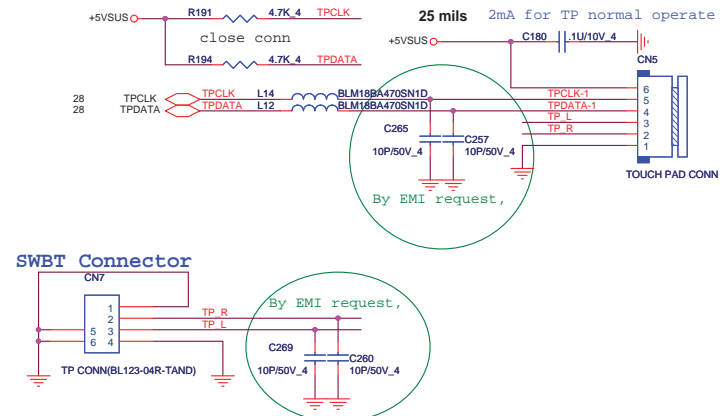 R191 4.7K_4 TPCLK
+5VSUS
close conn
R194 4.7K_4 TPDATA
25 mils 2mA for TP normal operate
+5VSUS
C180 .1U/10V_4
CN5
28 TPCLK TPCLK L14 BLM18BA470SN1D TPCLK-1
28 TPDATA TPDATA L12 BLM18BA470SN1D TPDATA-1
TP_L
TP_R
6
5
4
3
2
1
TOUCH PAD CONN
C265
10P/50V_4
C257
10P/50V_4
By EMI request,
SWBT Connector
CN7
1
2
5 3
6 4
TP_R
TP_L
TP CONN(BL123-04R-TAND)
By EMI request,
C269
10P/50V_4
C260
10P/50V_4